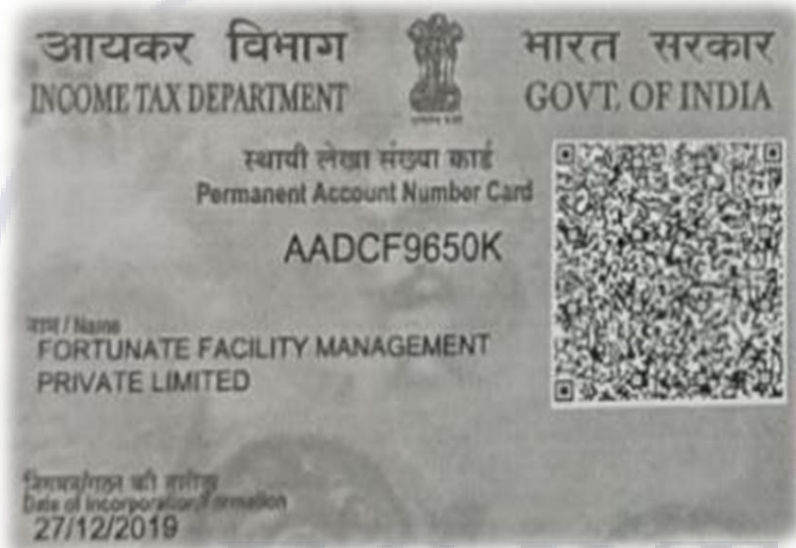 आयकर विभाग
INCOME TAX DEPARTMENT
भारत सरकार
GOVT. OF INDIA
स्थायी लेखा संख्या कार्ड
Permanent Account Number Card
AADCF9650K
नाम / Name
FORTUNATE FACILITY MANAGEMENT
PRIVATE LIMITED
की तारीख
Date of Incorporation/Formation
27/12/2019